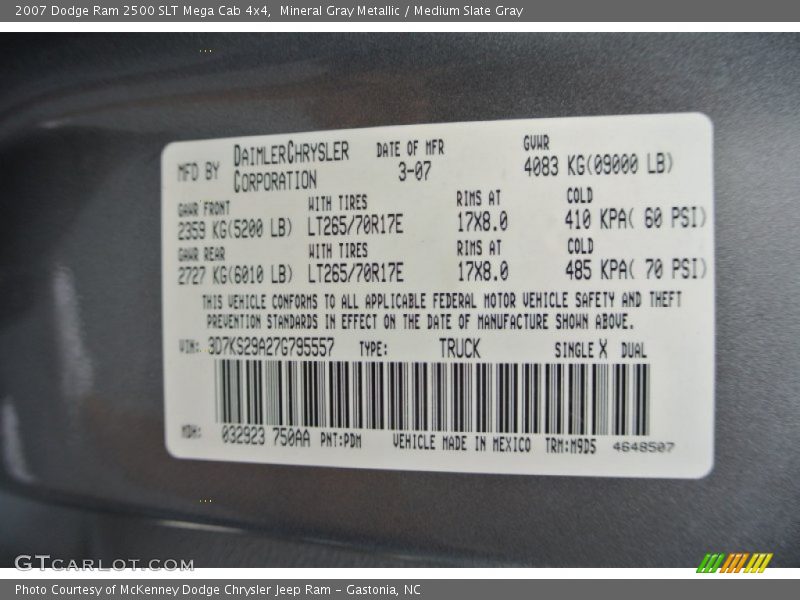 2007 Dodge Ram 2500 SLT Mega Cab 4x4,  Mineral Gray Metallic / Medium Slate Gray
MFD BY DAIMLERCHRYSLER CORPORATION DATE OF MFR 3-07 GVWR 4083 KG(09000 LB)
GAWR FRONT WITH TIRES RIMS AT COLD
2359 KG(5200 LB) LT265/70R17E 17X8.0 410 KPA( 60 PSI)
GAWR REAR WITH TIRES RIMS AT COLD
2727 KG(6010 LB) LT265/70R17E 17X8.0 485 KPA( 70 PSI)
THIS VEHICLE CONFORMS TO ALL APPLICABLE FEDERAL MOTOR VEHICLE SAFETY AND THEFT
PREVENTION STANDARDS IN EFFECT ON THE DATE OF MANUFACTURE SHOWN ABOVE.
VIN: 3D7KS29A27G795557 TYPE: TRUCK SINGLE X DUAL
MDH: 032923 750AA PNT:PDM VEHICLE MADE IN MEXICO TRM:M9D5 4648507
GTCARLOT.COM
Photo Courtesy of McKenney Dodge Chrysler Jeep Ram - Gastonia, NC